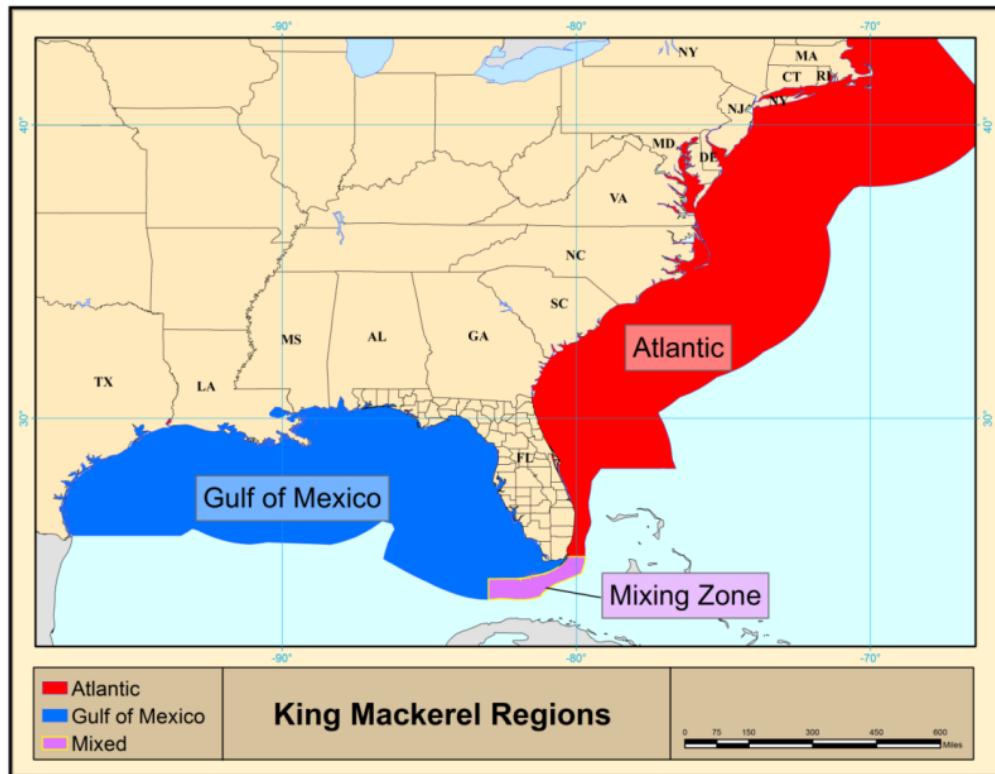 -90°
-80°
-70°
NY
MA
CT
RI
NJ
NY
40°
40°
MD
DE
VA
NC
SC
Atlantic
MS
AL
GA
TX
LA
30°
30°
FL
Gulf of Mexico
Mixing Zone
-90°
-80°
-70°
Atlantic
Gulf of Mexico
Mixed
King Mackerel Regions
0 75 150 300 450 600
Miles